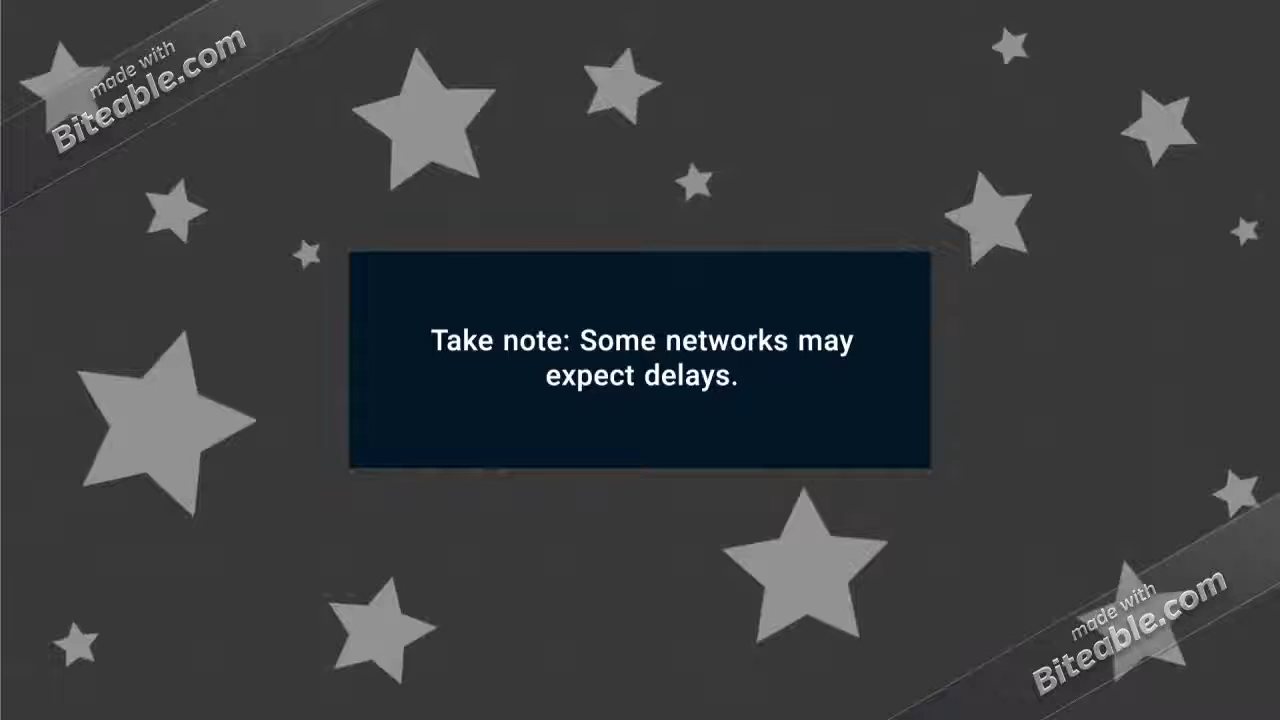 made with
Biteable.com
Take note: Some networks may
expect delays.
made with
Biteable.com